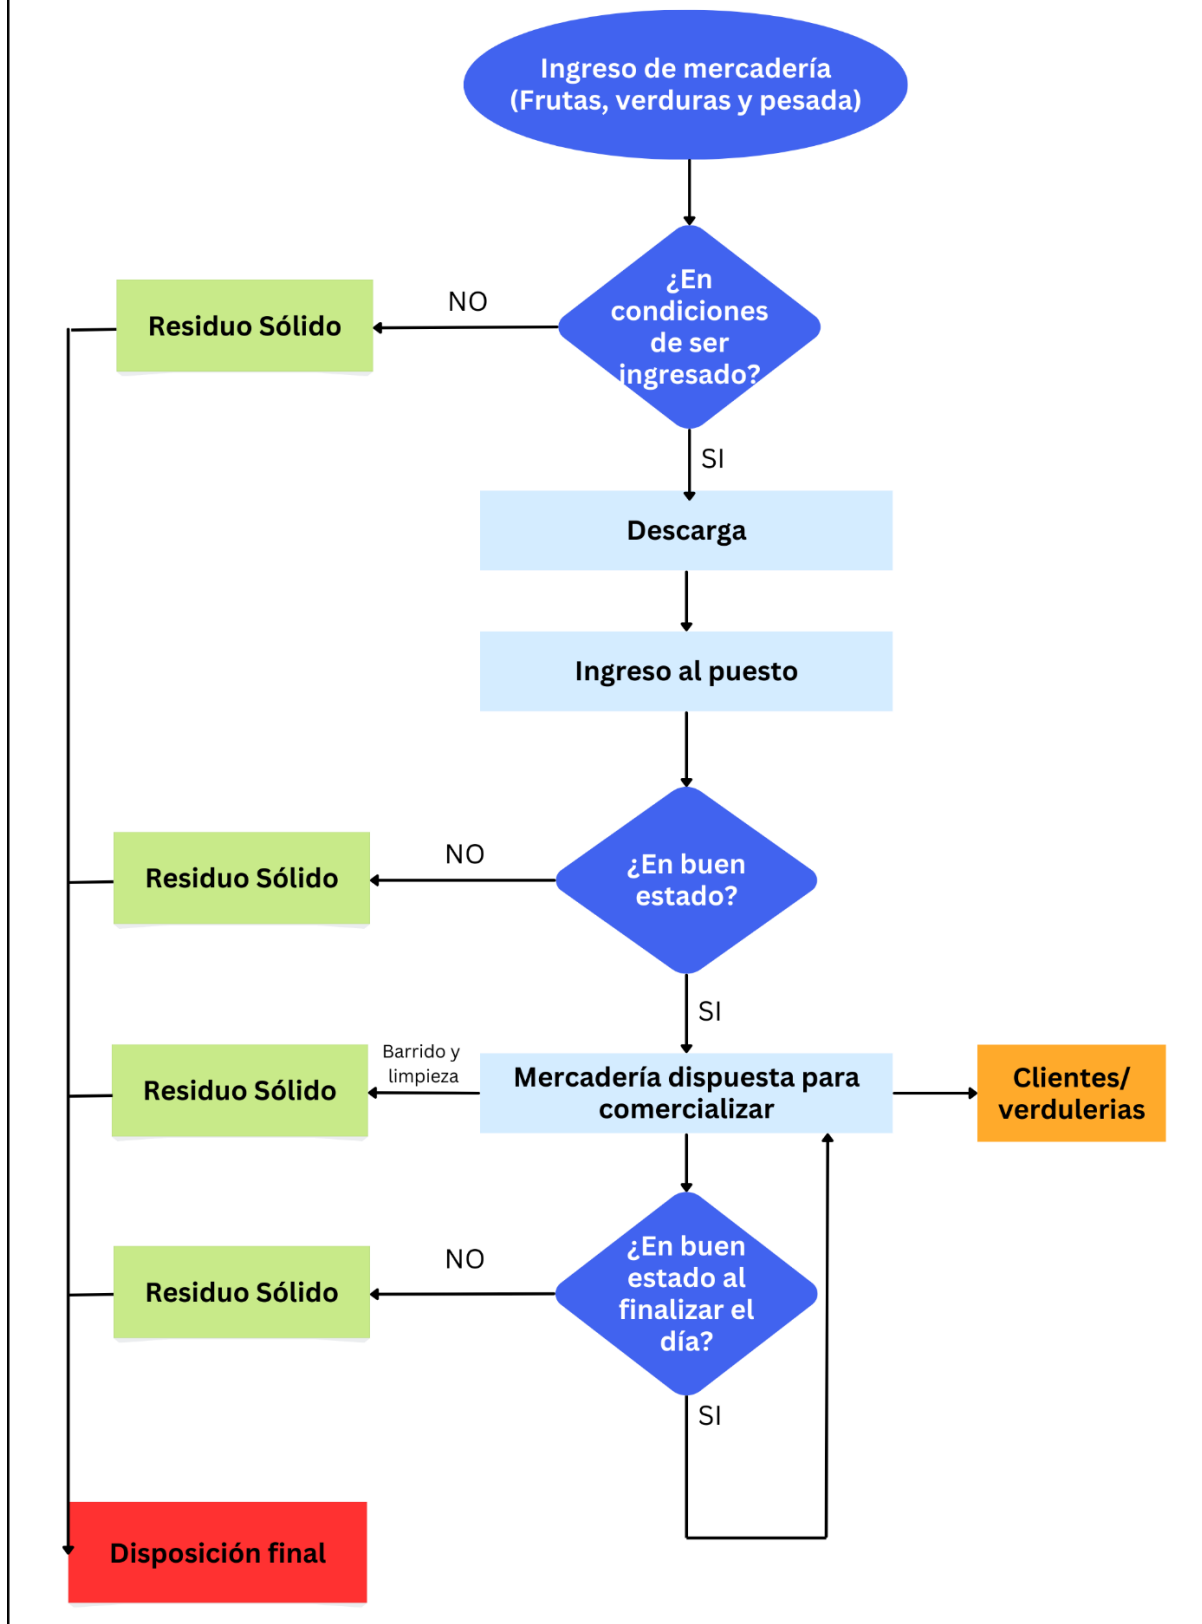 Ingreso de mercadería
(Frutas, verduras y pesada)
¿En
condiciones
de ser
ingresado?
NO
Residuo Sólido
SI
Descarga
Ingreso al puesto
¿En buen
estado?
NO
Residuo Sólido
SI
Mercadería dispuesta para
comercializar
Barrido y
limpieza
Residuo Sólido
Clientes/
verdulerias
¿En buen
estado al
finalizar el
día?
NO
Residuo Sólido
SI
Disposición final